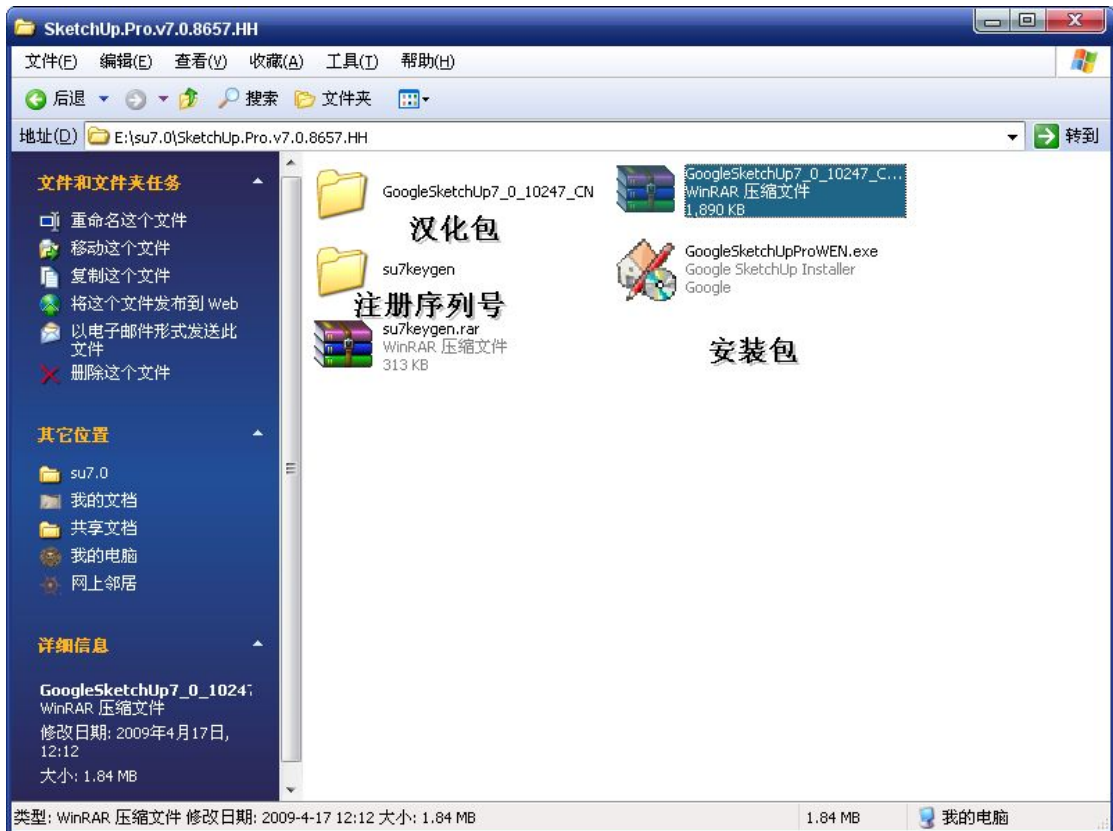 SketchUp.Pro.v7.0.8657.HH
文件(F) 编辑(E) 查看(V) 收藏(A) 工具(T) 帮助(H)
后退 搜索 文件夹
地址(D) E:\su7.0\SketchUp.Pro.v7.0.8657.HH 转到
文件和文件夹任务
重命名这个文件
移动这个文件
复制这个文件
将这个文件发布到 Web
以电子邮件形式发送此
文件
删除这个文件
其它位置
su7.0
我的文档
共享文档
我的电脑
网上邻居
详细信息
GoogleSketchUp7_0_10247
WinRAR 压缩文件
修改日期: 2009年4月17日,
12:12
大小: 1.84 MB
GoogleSketchUp7_0_10247_CN
汉化包
su7keygen
注册序列号
su7keygen.rar
WinRAR 压缩文件
313 KB
GoogleSketchUp7_0_10247_C...
WinRAR 压缩文件
1,890 KB
GoogleSketchUpProWEN.exe
Google SketchUp Installer
Google
安装包
类型: WinRAR 压缩文件 修改日期: 2009-4-17 12:12 大小: 1.84 MB 1.84 MB 我的电脑